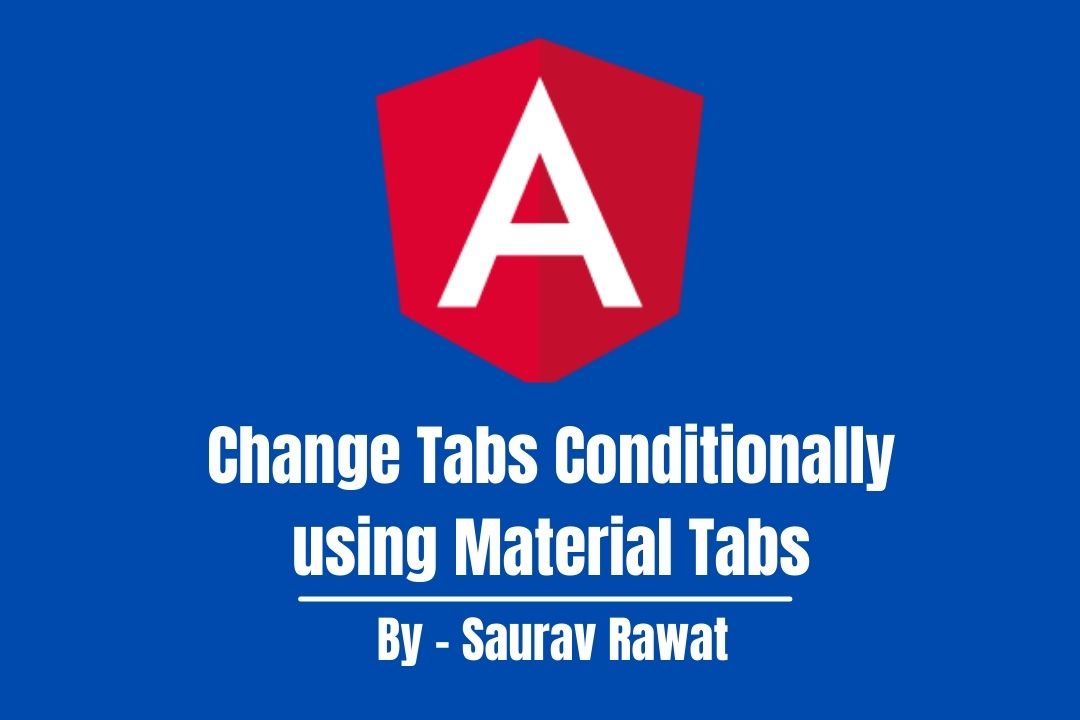 A
Change Tabs Conditionally
using Material Tabs
By - Saurav Rawat